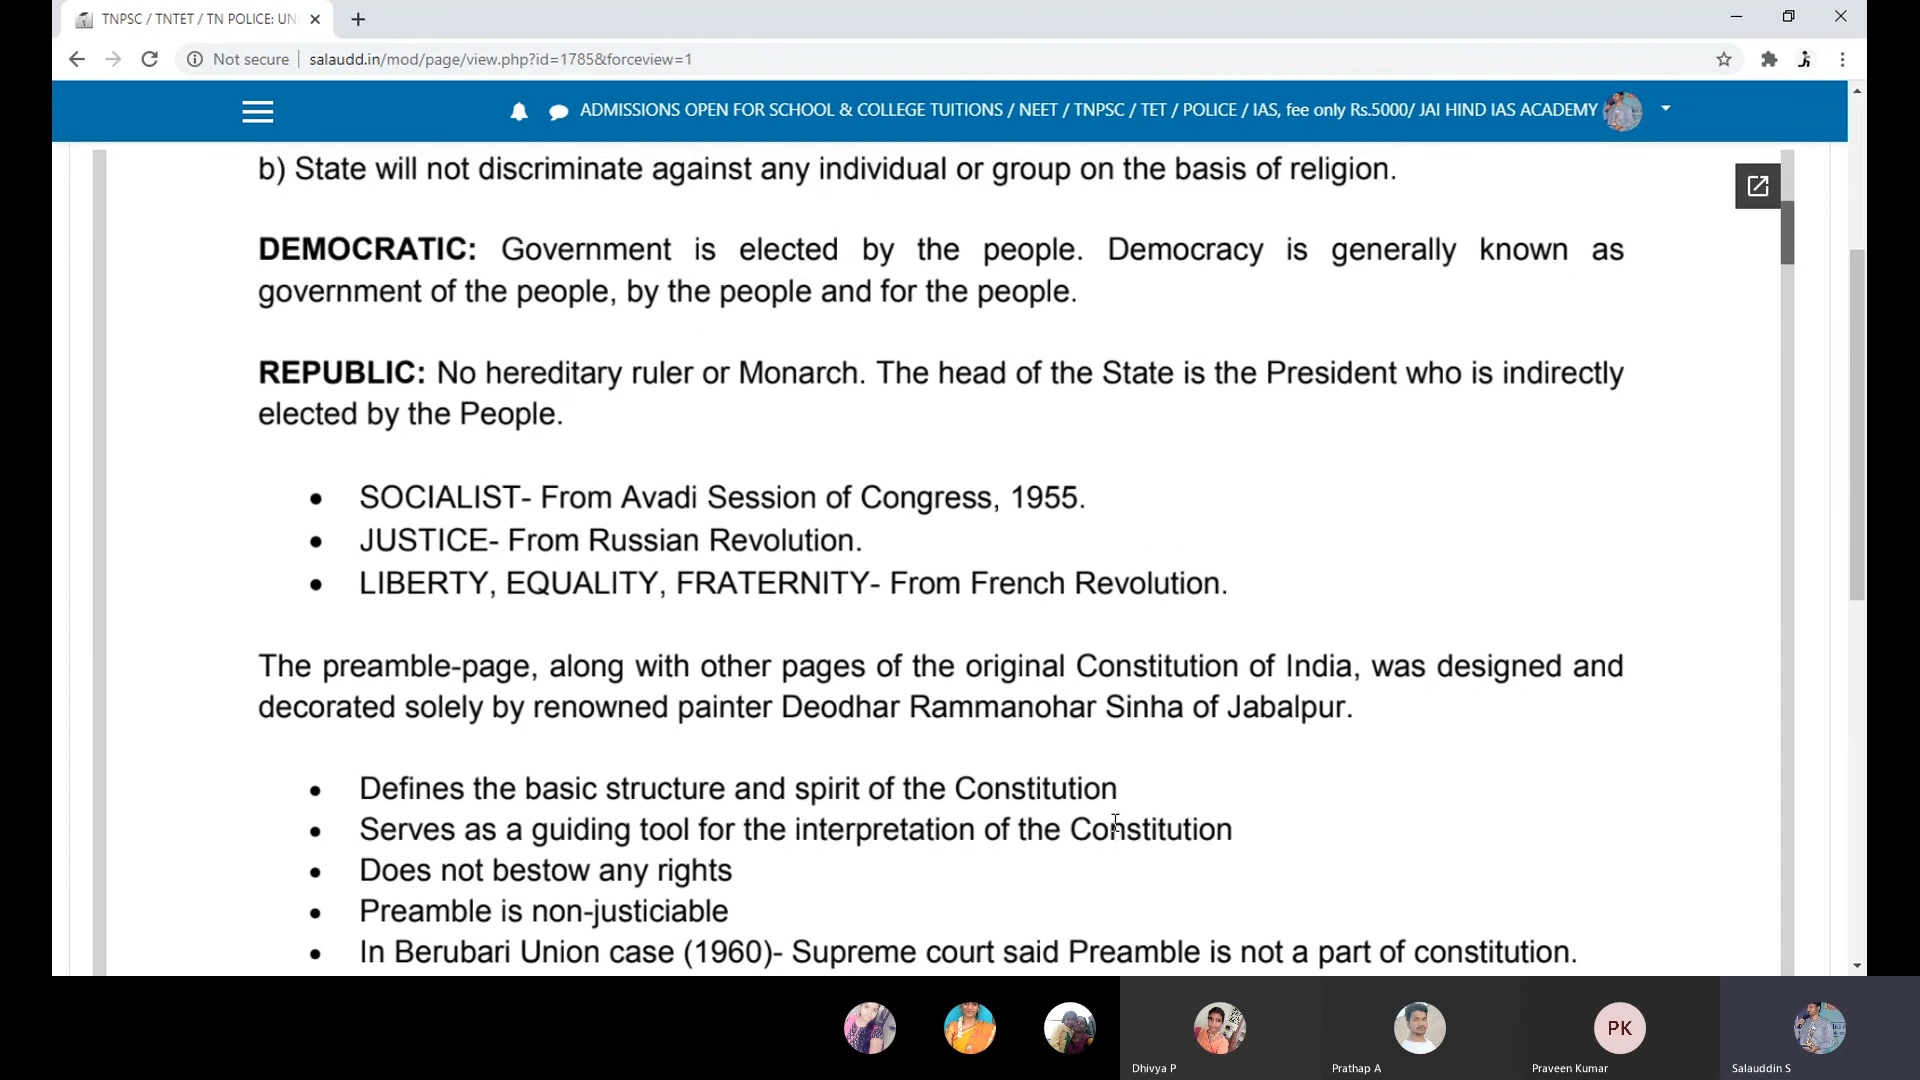 TNPSC / TNTET / TN POLICE: UNI
Not secure
salaudd.in/mod/page/view.php?id=1785&forceview=1
ADMISSIONS OPEN FOR SCHOOL & COLLEGE TUITIONS / NEET / TNPSC / TET / POLICE / IAS, fee only Rs.5000/ JAI HIND IAS ACADEMY
b) State will not discriminate against any individual or group on the basis of religion.
DEMOCRATIC: Government is elected by the people. Democracy is generally known as
government of the people, by the people and for the people.
REPUBLIC: No hereditary ruler or Monarch. The head of the State is the President who is indirectly
elected by the People.
• SOCIALIST- From Avadi Session of Congress, 1955.
• JUSTICE- From Russian Revolution.
• LIBERTY, EQUALITY, FRATERNITY- From French Revolution.
The preamble-page, along with other pages of the original Constitution of India, was designed and
decorated solely by renowned painter Deodhar Rammanohar Sinha of Jabalpur.
• Defines the basic structure and spirit of the Constitution
• Serves as a guiding tool for the interpretation of the Constitution
• Does not bestow any rights
• Preamble is non-justiciable
• In Berubari Union case (1960)- Supreme court said Preamble is not a part of constitution.
PK
Dhivya P
Prathap A
Praveen Kumar
Salauddin S